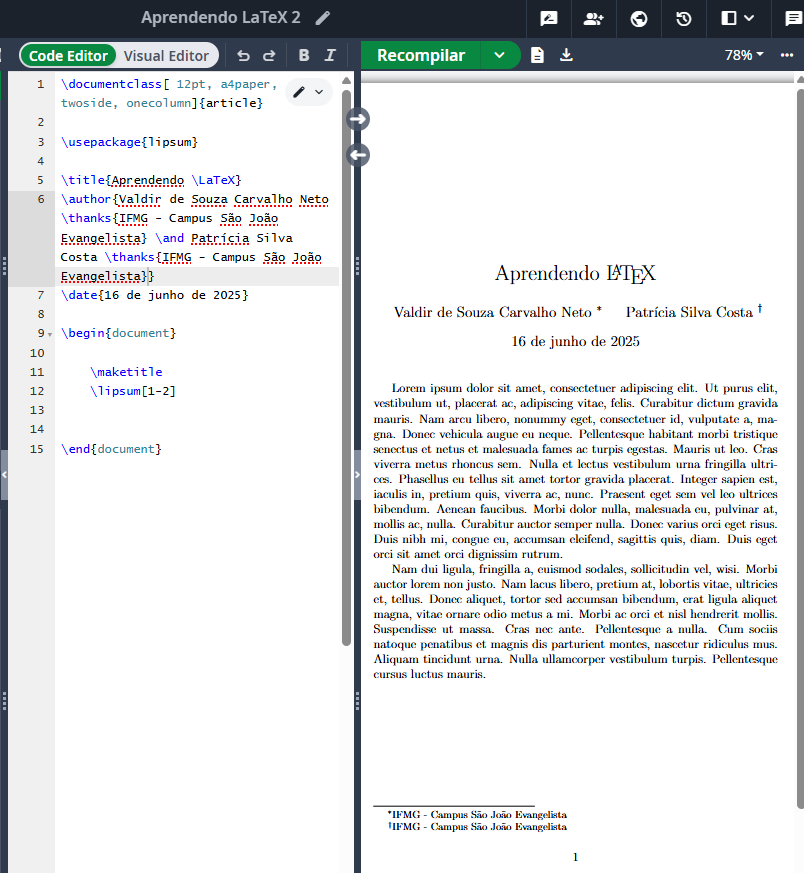 Aprendendo LaTeX 2
Code Editor Visual Editor B I Recompilar 78%
1 \documentclass[ 12pt, a4paper,
twoside, onecolumn]{article}
2
3 \usepackage{lipsum}
4
5 \title{Aprendendo \LaTeX}
6 \author{Valdir de Souza Carvalho Neto
\thanks{IFMG - Campus São João
Evangelista} \and Patrícia Silva
Costa \thanks{IFMG - Campus São João
Evangelista}}
7 \date{16 de junho de 2025}
8
9 \begin{document}
10
11 \maketitle
12 \lipsum[1-2]
13
14
15 \end{document}
Aprendendo LATEX
Valdir de Souza Carvalho Neto * Patrícia Silva Costa †
16 de junho de 2025
Lorem ipsum dolor sit amet, consectetuer adipiscing elit. Ut purus elit,
vestibulum ut, placerat ac, adipiscing vitae, felis. Curabitur dictum gravida
mauris. Nam arcu libero, nonummy eget, consectetuer id, vulputate a, ma-
gna. Donec vehicula augue eu neque. Pellentesque habitant morbi tristique
senectus et netus et malesuada fames ac turpis egestas. Mauris ut leo. Cras
viverra metus rhoncus sem. Nulla et lectus vestibulum urna fringilla ultri-
ces. Phasellus eu tellus sit amet tortor gravida placerat. Integer sapien est,
iaculis in, pretium quis, viverra ac, nunc. Praesent eget sem vel leo ultrices
bibendum. Aenean faucibus. Morbi dolor nulla, malesuada eu, pulvinar at,
mollis ac, nulla. Curabitur auctor semper nulla. Donec varius orci eget risus.
Duis nibh mi, congue eu, accumsan eleifend, sagittis quis, diam. Duis eget
orci sit amet orci dignissim rutrum.
Nam dui ligula, fringilla a, euismod sodales, sollicitudin vel, wisi. Morbi
auctor lorem non justo. Nam lacus libero, pretium at, lobortis vitae, ultricies
et, tellus. Donec aliquet, tortor sed accumsan bibendum, erat ligula aliquet
magna, vitae ornare odio metus a mi. Morbi ac orci et nisl hendrerit mollis.
Suspendisse ut massa. Cras nec ante. Pellentesque a nulla. Cum sociis
natoque penatibus et magnis dis parturient montes, nascetur ridiculus mus.
Aliquam tincidunt urna. Nulla ullamcorper vestibulum turpis. Pellentesque
cursus luctus mauris.
*IFMG - Campus São João Evangelista
†IFMG - Campus São João Evangelista
1